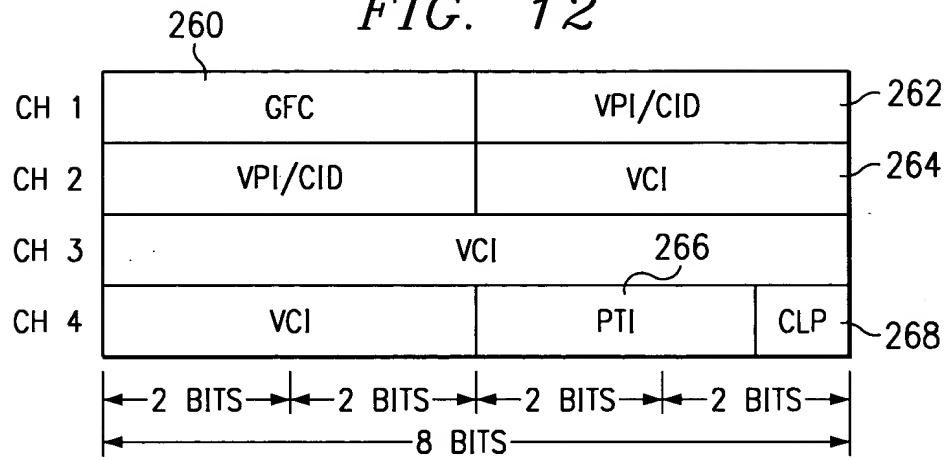 FIG. 12
260
CH 1 GFC VPI/CID 262
CH 2 VPI/CID VCI 264
CH 3 VCI 266
CH 4 VCI PTI CLP 268
2 BITS 2 BITS 2 BITS 2 BITS
8 BITS